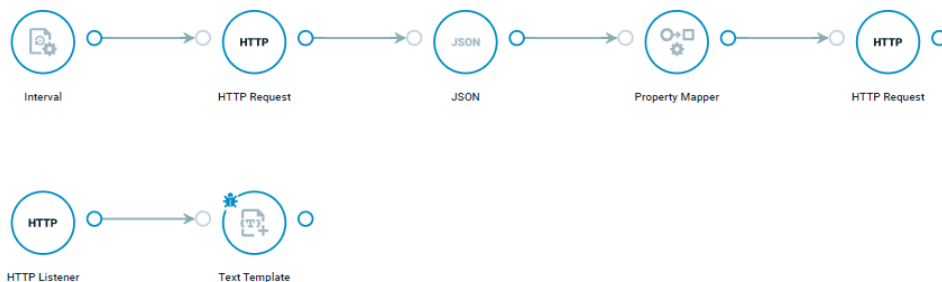 HTTP
JSON
HTTP
Interval
HTTP Request
JSON
Property Mapper
HTTP Request
HTTP
{T}
HTTP Listener
Text Template